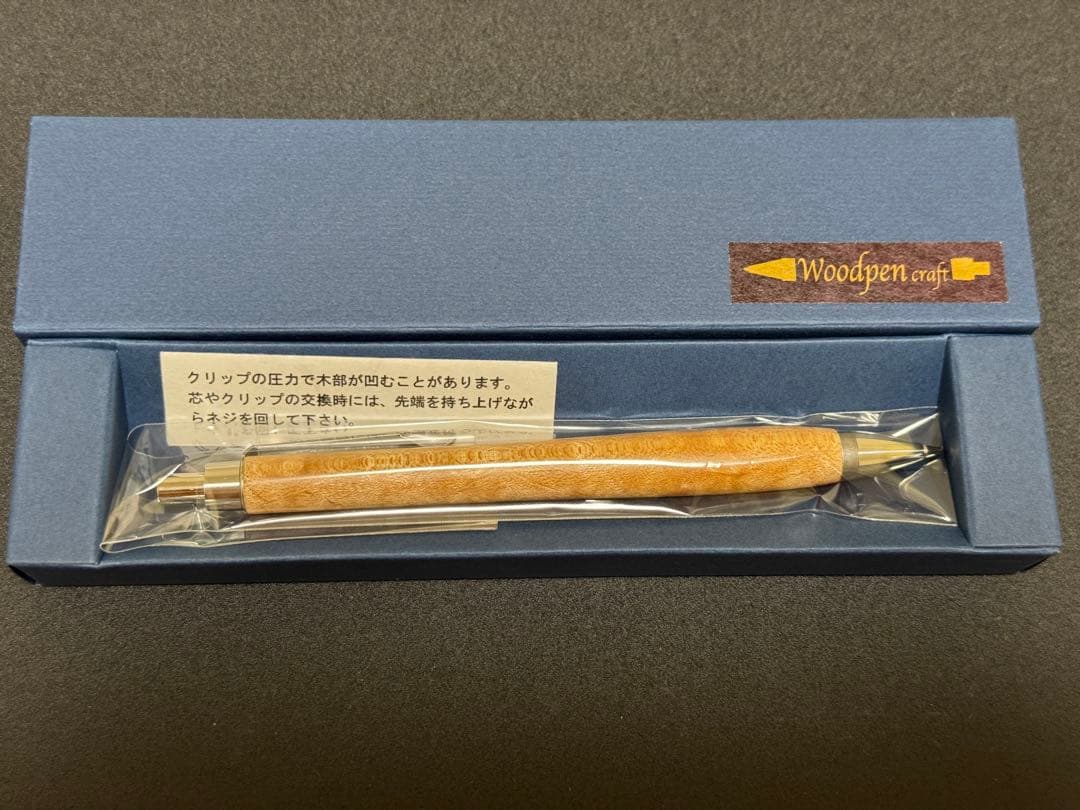 Woodpen craft
クリップの圧力で木部が凹むことがあります。
芯やクリップの交換時には、先端を持ち上げなが
らネジを回して下さい。